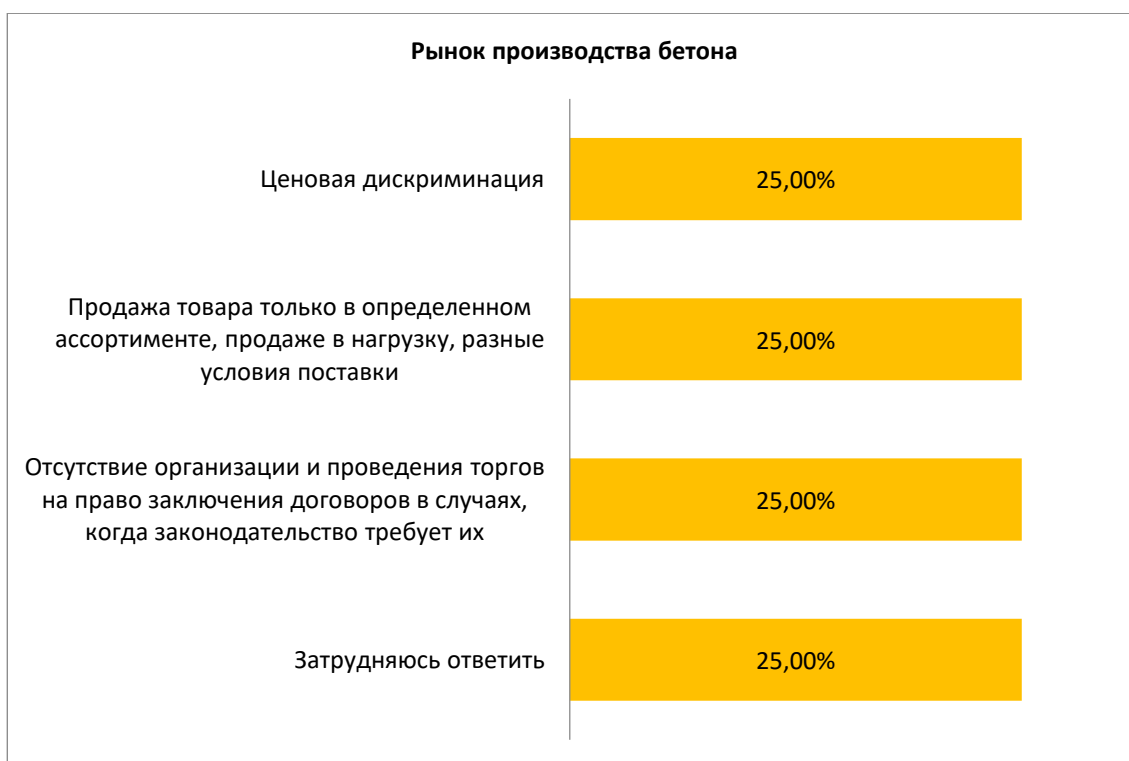 Рынок производства бетона
Ценовая дискриминация
25,00%
Продажа товара только в определенном
ассортименте, продаже в нагрузку, разные
условия поставки
25,00%
Отсутствие организации и проведения торгов
на право заключения договоров в случаях,
когда законодательство требует их
25,00%
Затрудняюсь ответить
25,00%